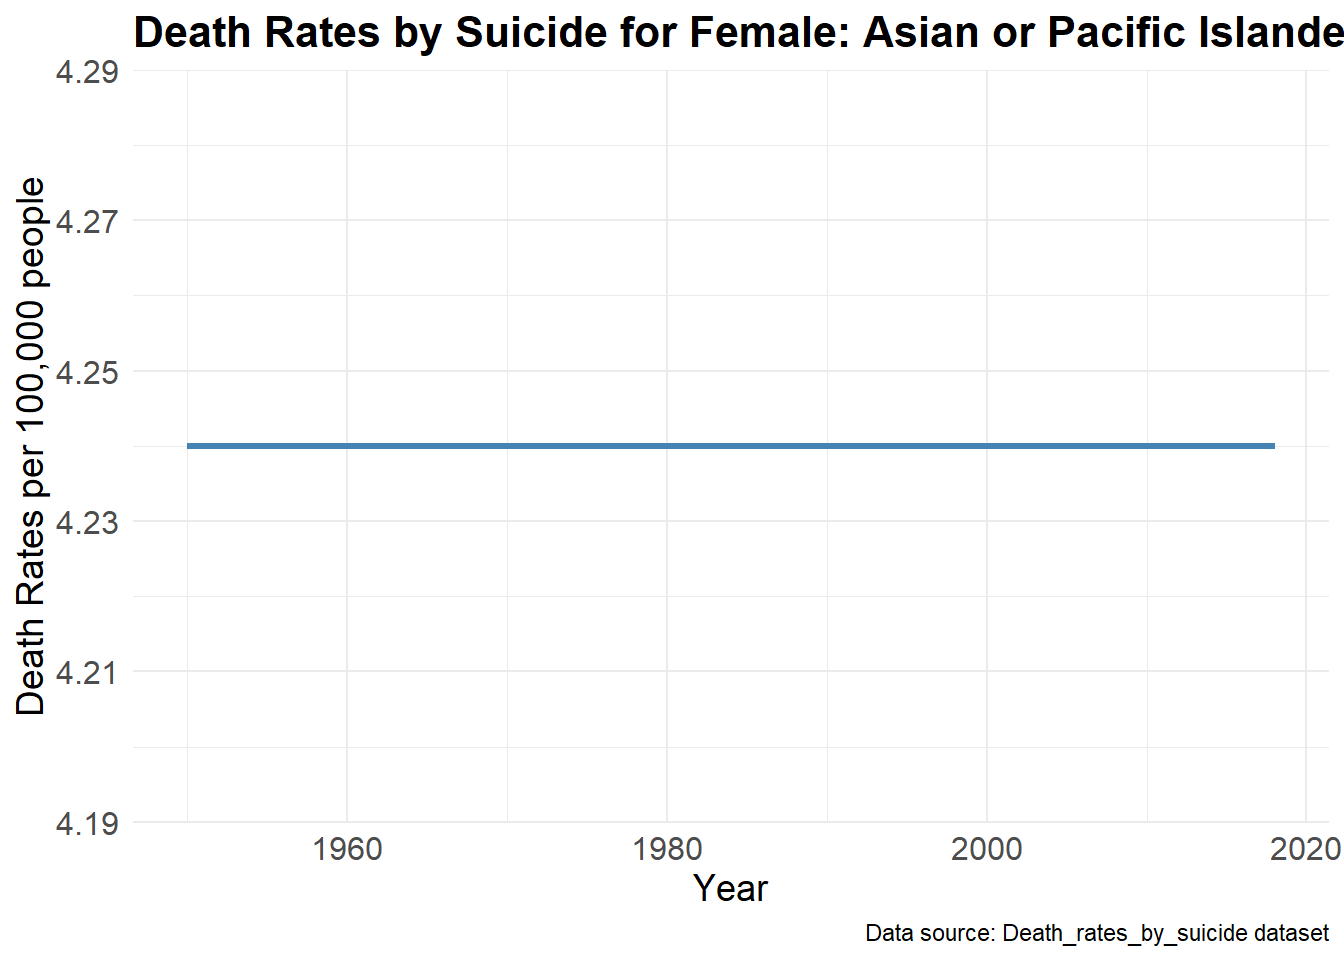 Death Rates by Suicide for Female: Asian or Pacific Islande
4.29
4.27
4.25
4.23
4.21
4.19
Death Rates per 100,000 people
1960 1980 2000 2020
Year
Data source: Death_rates_by_suicide dataset